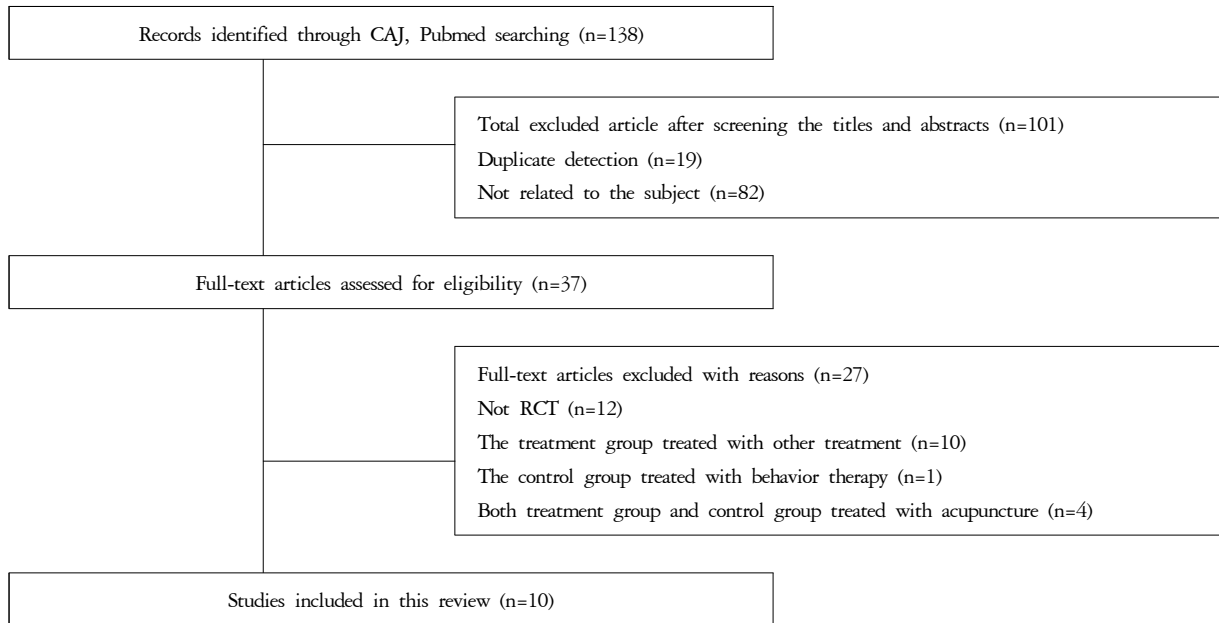 Records identified through CAJ, Pubmed searching (n=138)
Total excluded article after screening the titles and abstracts (n=101)
Duplicate detection (n=19)
Not related to the subject (n=82)
Full-text articles assessed for eligibility (n=37)
Full-text articles excluded with reasons (n=27)
Not RCT (n=12)
The treatment group treated with other treatment (n=10)
The control group treated with behavior therapy (n=1)
Both treatment group and control group treated with acupuncture (n=4)
Studies included in this review (n=10)